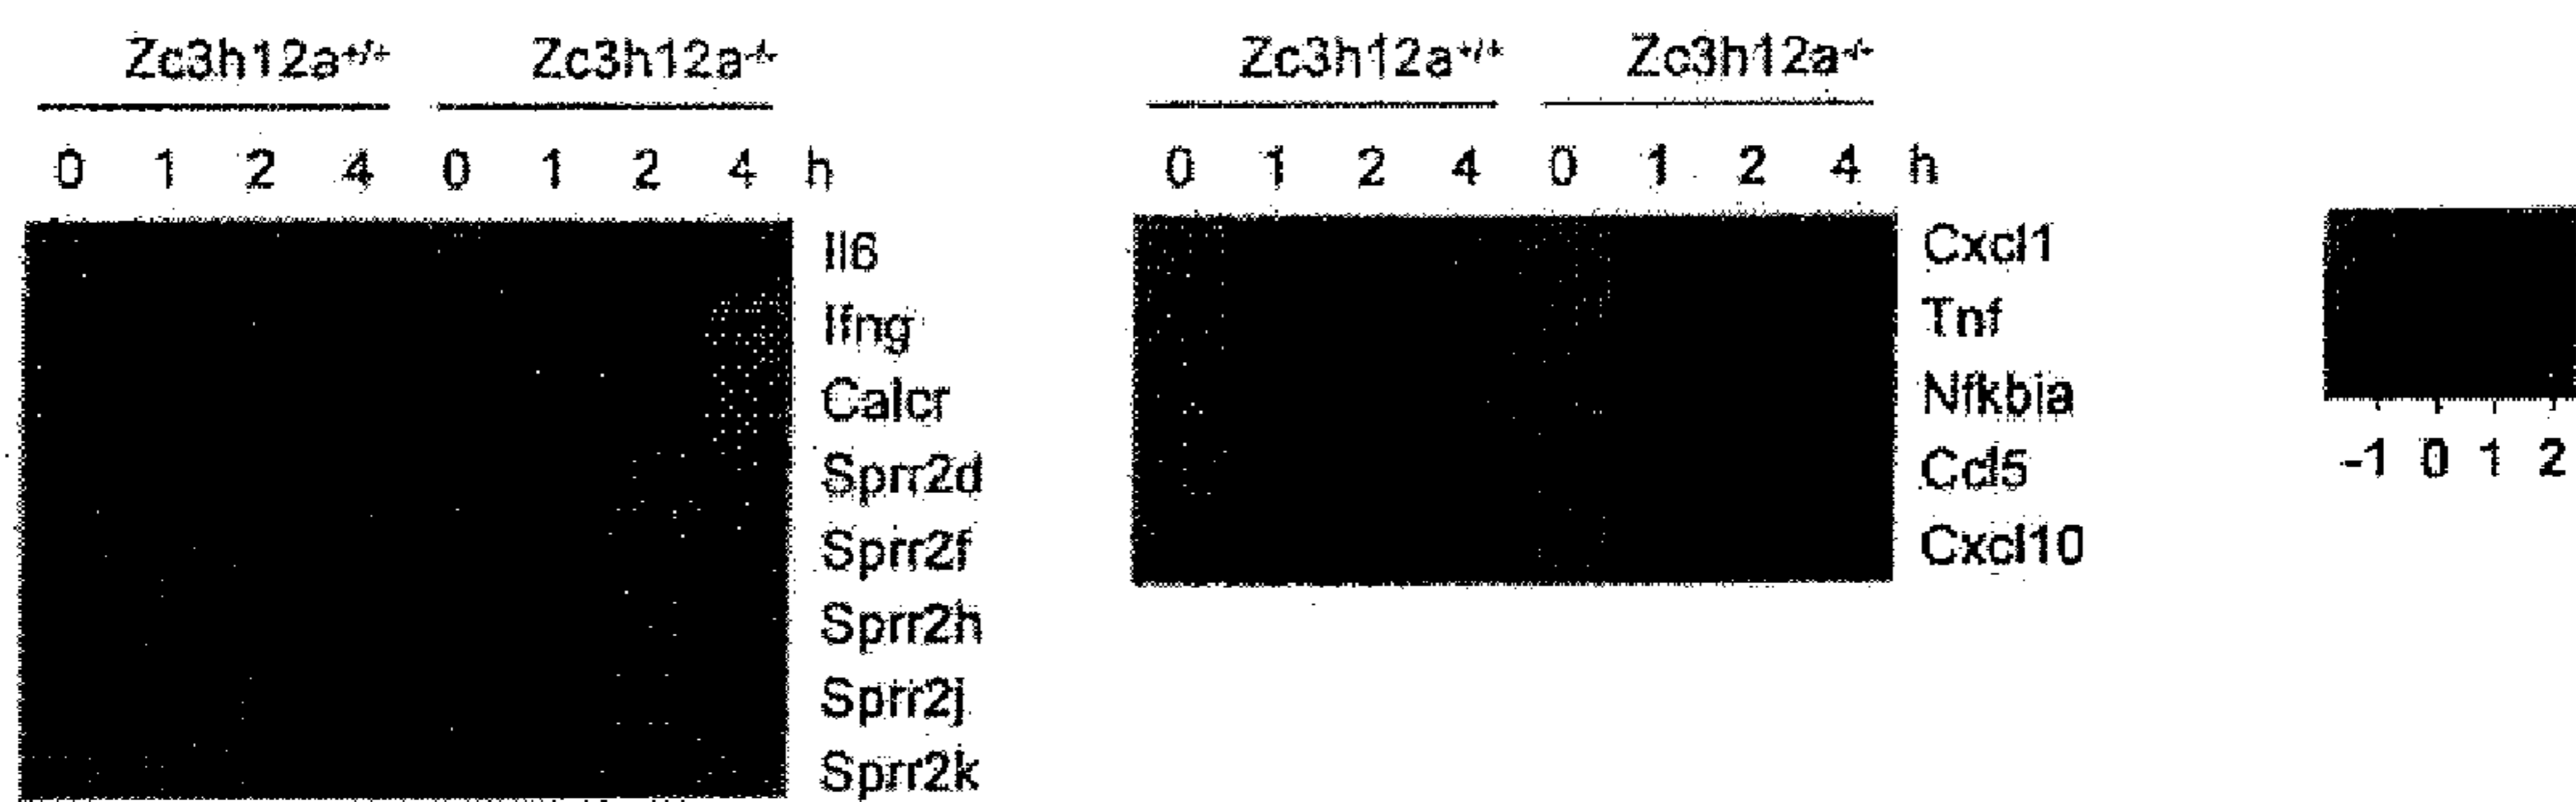 Zc3h12a+/+ Zc3h12a-/- Zc3h12a+/+ Zc3h12a-/-
0 1 2 4 0 1 2 4 h 0 1 2 4 0 1 2 4 h
Il6
Ifng
Calcr
Sprr2d
Sprr2f
Sprr2h
Sprr2j
Sprr2k
Cxcl1
Tnf
Nfkbia
Ccl5
Cxcl10
-1 0 1 2